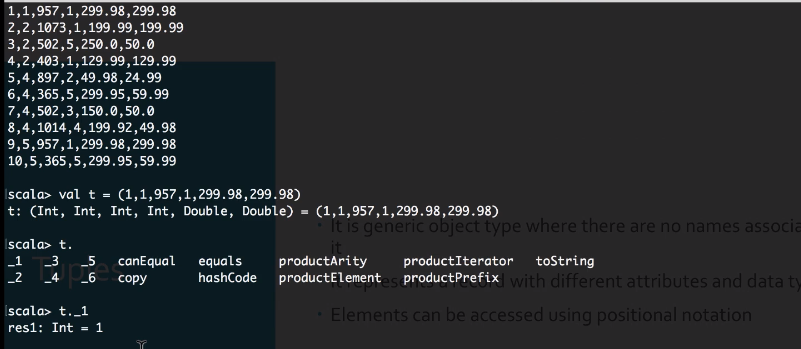 1,1,957,1,299.98,299.98
2,2,1073,1,199.99,199.99
3,2,502,5,250.0,50.0
4,2,403,1,129.99,129.99
5,4,897,2,49.98,24.99
6,4,365,5,299.95,59.99
7,4,502,3,150.0,50.0
8,4,1014,4,199.92,49.98
9,5,957,1,299.98,299.98
10,5,365,5,299.95,59.99
scala> val t = (1,1,957,1,299.98,299.98)
t: (Int, Int, Int, Int, Double, Double) = (1,1,957,1,299.98,299.98)
• It is generic object type where there are no names associa
it
scala> t.
_1 _3 _5 canEqual equals productArity productIterator toString
_2 _4 _6 copy hashCode productElement productPrefix
Tuples
• It represents a record with different attributes and data ty
scala> t._1
res1: Int = 1
• Elements can be accessed using positional notation